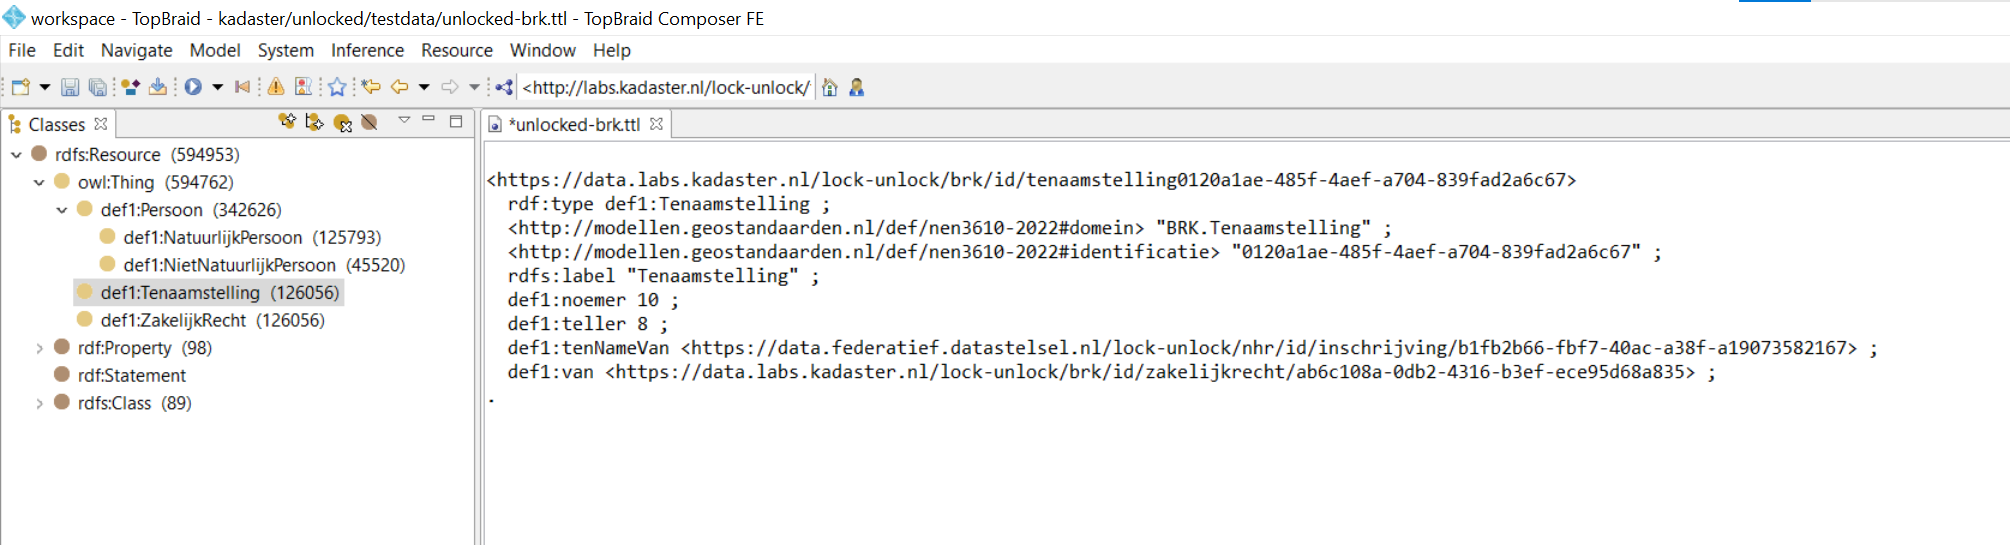 workspace - TopBraid - kadaster/unlocked/testdata/unlocked-brk.ttl - TopBraid Composer FE
File Edit Navigate Model System Inference Resource Window Help
<http://labs.kadaster.nl/lock-unlock/
Classes
*unlocked-brk.ttl
rdfs:Resource (594953)
owl:Thing (594762)
def1:Persoon (342626)
def1:NatuurlijkPersoon (125793)
def1:NietNatuurlijkPersoon (45520)
def1:Tenaamstelling (126056)
def1:ZakelijkRecht (126056)
rdf:Property (98)
rdf:Statement
rdfs:Class (89)
<https://data.labs.kadaster.nl/lock-unlock/brk/id/tenaamstelling0120a1ae-485f-4aef-a704-839fad2a6c67>
rdf:type def1:Tenaamstelling ;
<http://modellen.geostandaarden.nl/def/nen3610-2022#domein> "BRK.Tenaamstelling" ;
<http://modellen.geostandaarden.nl/def/nen3610-2022#identificatie> "0120a1ae-485f-4aef-a704-839fad2a6c67" ;
rdfs:label "Tenaamstelling" ;
def1:noemer 10 ;
def1:teller 8 ;
def1:tenNameVan <https://data.federatief.datastelsel.nl/lock-unlock/nhr/id/inschrijving/b1fb2b66-fbf7-40ac-a38f-a19073582167> ;
def1:van <https://data.labs.kadaster.nl/lock-unlock/brk/id/zakelijkrecht/ab6c108a-0db2-4316-b3ef-ece95d68a835> ;
.